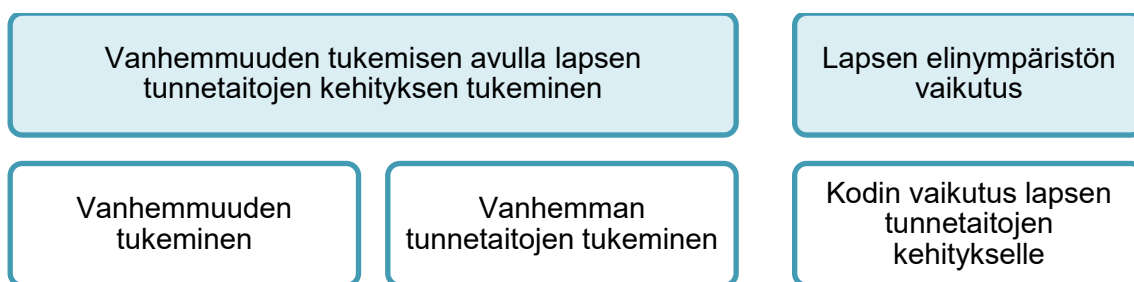 Vanhemmuuden tukemisen avulla lapsen
tunnetaitojen kehityksen tukeminen
Lapsen elinympäristön
vaikutus
Vanhemmuuden
tukeminen
Vanhemman
tunnetaitojen tukeminen
Kodin vaikutus lapsen
tunnetaitojen
kehitykselle